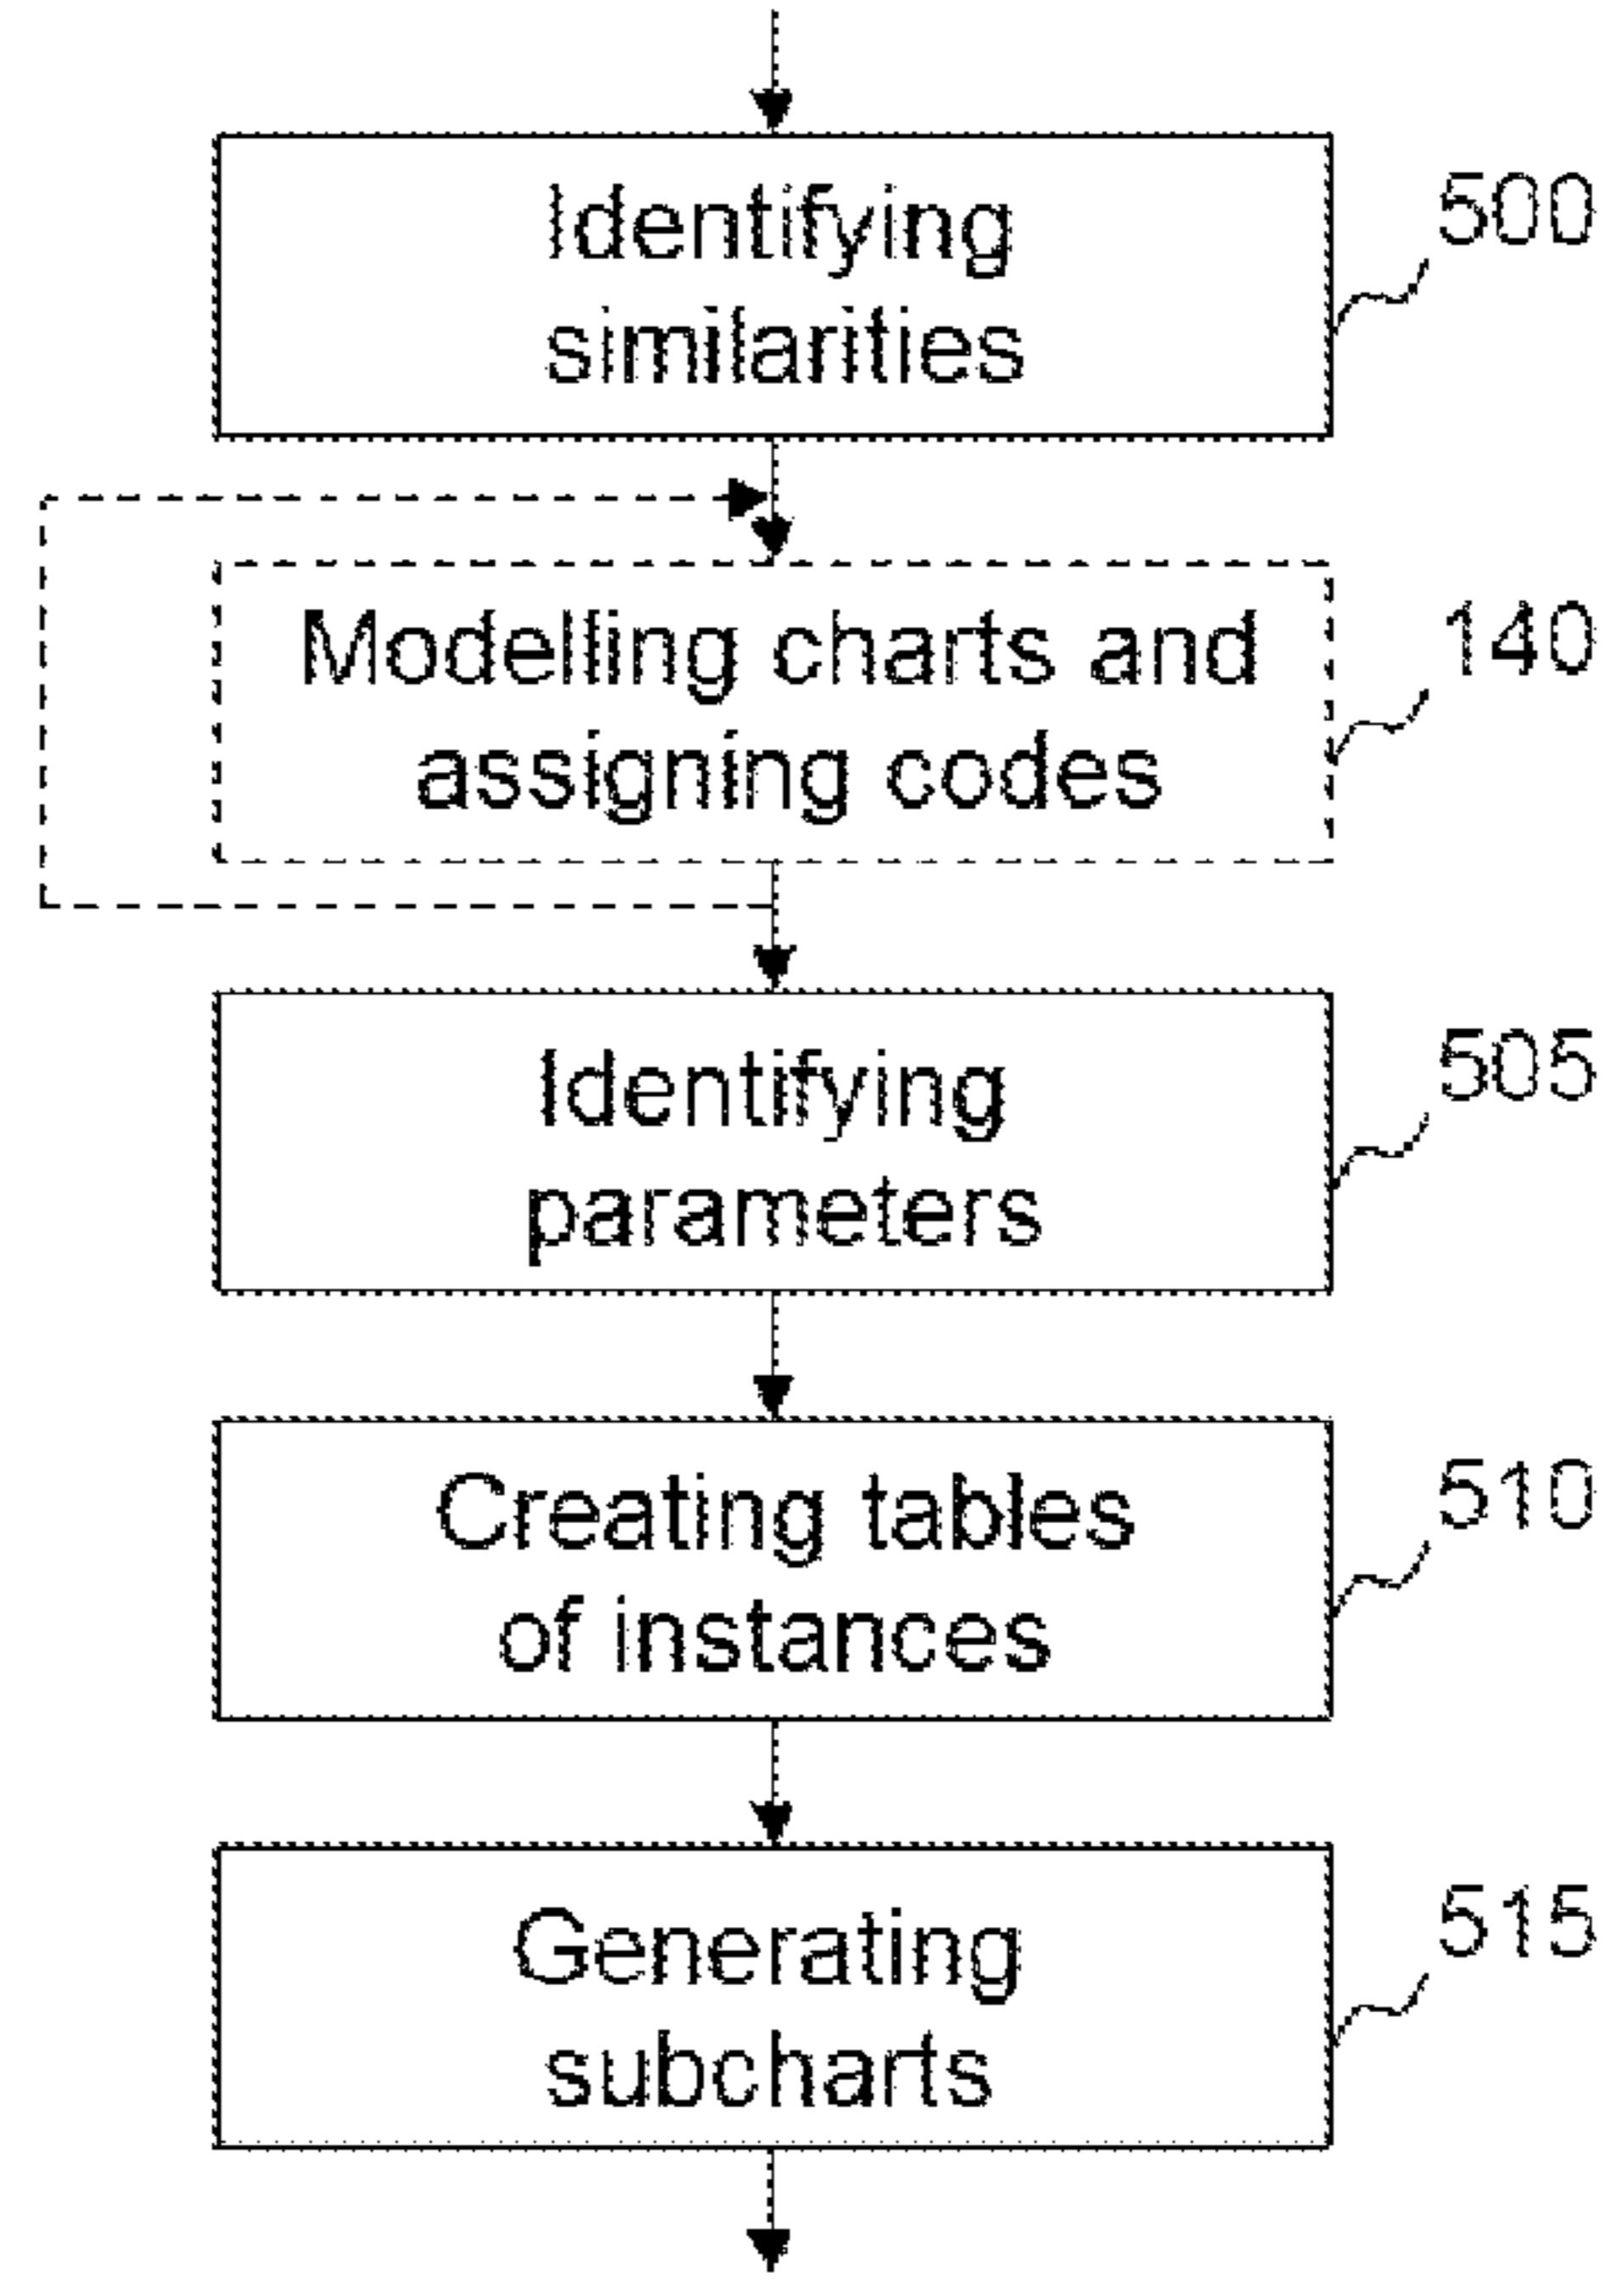 Identifying
similarities
500
Modelling charts and
assigning codes
140
Identifying
parameters
505
Creating tables
of instances
510
Generating
subcharts
515